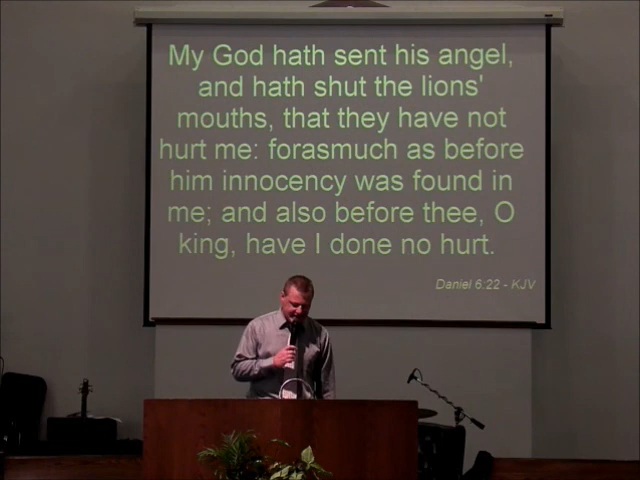 My God hath sent his angel,
and hath shut the lions'
mouths, that they have not
hurt me: forasmuch as before
him innocency was found in
me; and also before thee, O
king, have I done no hurt.
Daniel 6:22 - KJV